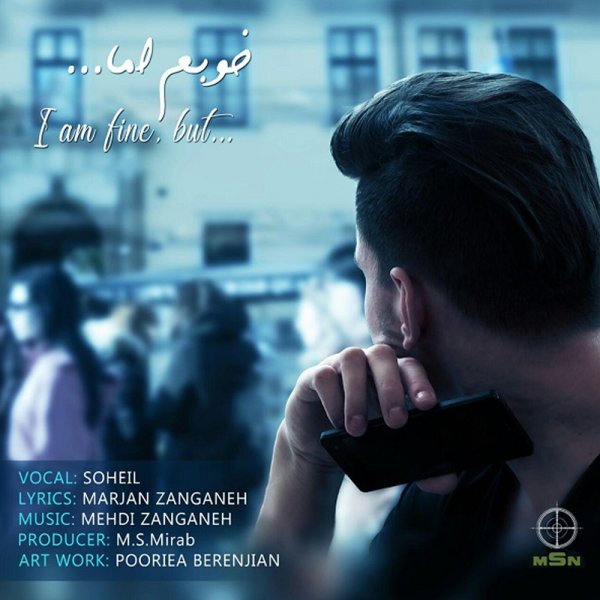 خوبم اما...
I am fine, but...
VOCAL: SOHEIL
LYRICS: MARJAN ZANGANEH
MUSIC: MEHDI ZANGANEH
PRODUCER: M.S.Mirab
ART WORK: POORIEA BERENJIAN
MSN